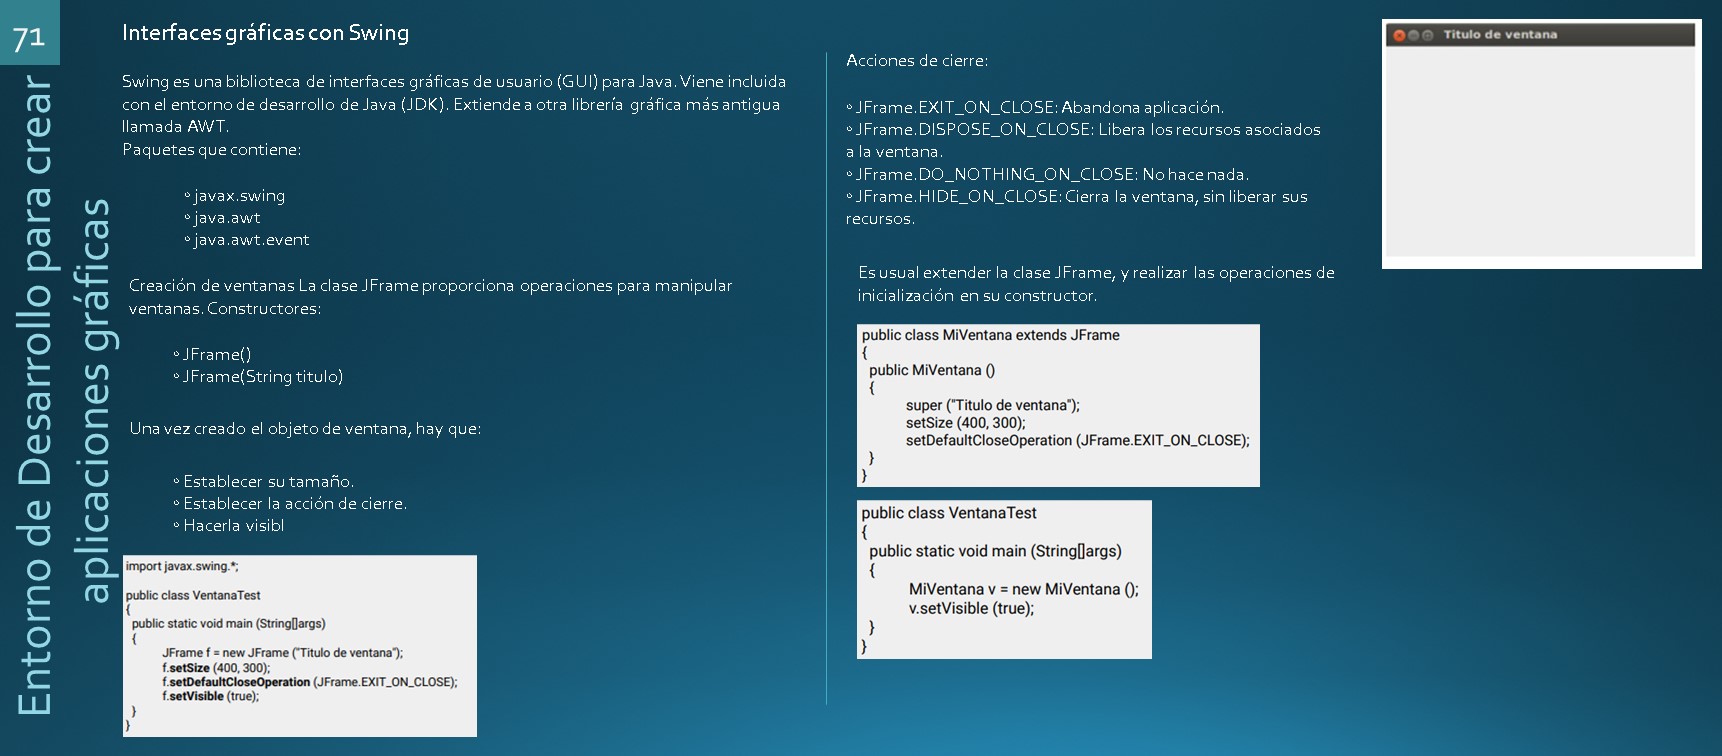 71
Entorno de Desarrollo para crear
aplicaciones gráficas
Interfaces gráficas con Swing
Swing es una biblioteca de interfaces gráficas de usuario (GUI) para Java. Viene incluida
con el entorno de desarrollo de Java (JDK). Extiende a otra librería gráfica más antigua
llamada AWT.
Paquetes que contiene:
◦ javax.swing
◦ java.awt
◦ java.awt.event
Creación de ventanas La clase JFrame proporciona operaciones para manipular
ventanas. Constructores:
◦ JFrame()
◦ JFrame(String titulo)
Una vez creado el objeto de ventana, hay que:
◦ Establecer su tamaño.
◦ Establecer la acción de cierre.
◦ Hacerla visibl
import javax.swing.*;
public class VentanaTest
{
public static void main (String[]args)
{
JFrame f = new JFrame ("Titulo de ventana");
f.setSize (400, 300);
f.setDefaultCloseOperation (JFrame.EXIT_ON_CLOSE);
f.setVisible (true);
}
}
Acciones de cierre:
◦ JFrame.EXIT_ON_CLOSE: Abandona aplicación.
◦ JFrame.DISPOSE_ON_CLOSE: Libera los recursos asociados
a la ventana.
◦ JFrame.DO_NOTHING_ON_CLOSE: No hace nada.
◦ JFrame.HIDE_ON_CLOSE: Cierra la ventana, sin liberar sus
recursos.
Es usual extender la clase JFrame, y realizar las operaciones de
inicialización en su constructor.
public class MiVentana extends JFrame
{
public MiVentana ()
{
super ("Titulo de ventana");
setSize (400, 300);
setDefaultCloseOperation (JFrame.EXIT_ON_CLOSE);
}
}
public class VentanaTest
{
public static void main (String[]args)
{
MiVentana v = new MiVentana ();
v.setVisible (true);
}
}
Titulo de ventana